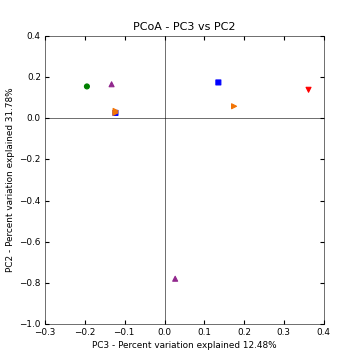 PCoA - PC3 vs PC2
0.4
0.2
0.0
−0.2
−0.4
−0.6
−0.8
−1.0
PC2 - Percent variation explained 31.78%
−0.3 −0.2 −0.1 0.0 0.1 0.2 0.3 0.4
PC3 - Percent variation explained 12.48%